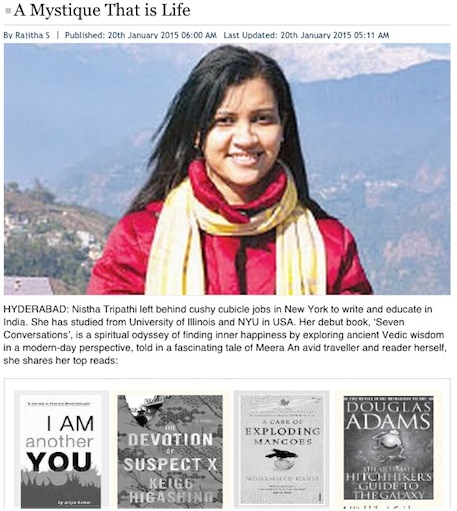 A Mystique That is Life
By Rajitha S | Published: 20th January 2015 06:00 AM Last Updated: 20th January 2015 05:11 AM
HYDERABAD: Nistha Tripathi left behind cushy cubicle jobs in New York to write and educate in
India. She has studied from University of Illinois and NYU in USA. Her debut book, 'Seven
Conversations', is a spiritual odyssey of finding inner happiness by exploring ancient Vedic wisdom
in a modern-day perspective, told in a fascinating tale of Meera An avid traveller and reader herself,
she shares her top reads:
I AM
another
YOU
by Priya Kumar
THE
DEVOTION
OF
SUSPECT X
KEIGO
HIGASHINO
A CASE OF
EXPLODING
MANGOES
MOHAMMED HANIF
DOUGLAS
ADAMS
THE ULTIMATE
HITCHHIKER'S
GUIDE TO
THE GALAXY